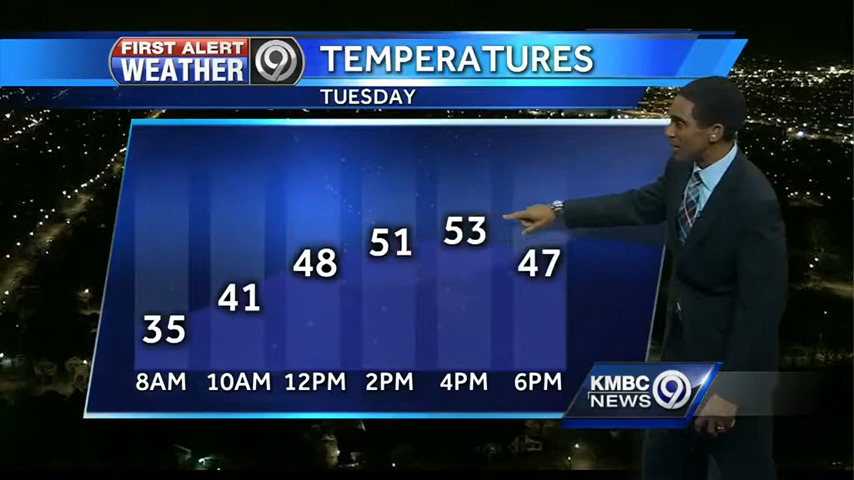 FIRST ALERT
WEATHER 9
TEMPERATURES
TUESDAY
35 41 48 51 53 47
8AM 10AM 12PM 2PM 4PM 6PM
KMBC 9
NEWS